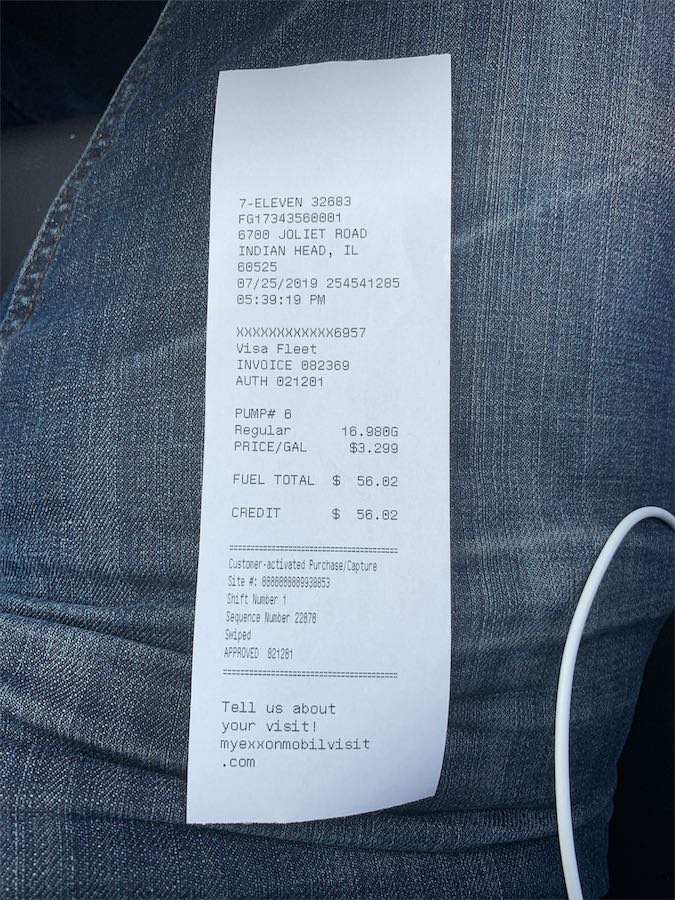 7-ELEVEN 32683
FG17343560001
6700 JOLIET ROAD
INDIAN HEAD, IL
60525
07/25/2019 254541285
05:39:19 PM
XXXXXXXXXXXX6957
Visa Fleet
INVOICE 082369
AUTH 021201
PUMP# 6
Regular 16.980G
PRICE/GAL $3.299
FUEL TOTAL $ 56.02
CREDIT $ 56.02
Customer-activated Purchase/Capture
Site #:
Shift Number 1
Sequence Number 22078
Swiped
APPROVED 021201
Tell us about
your visit!
myexxonmobilvisit
.com